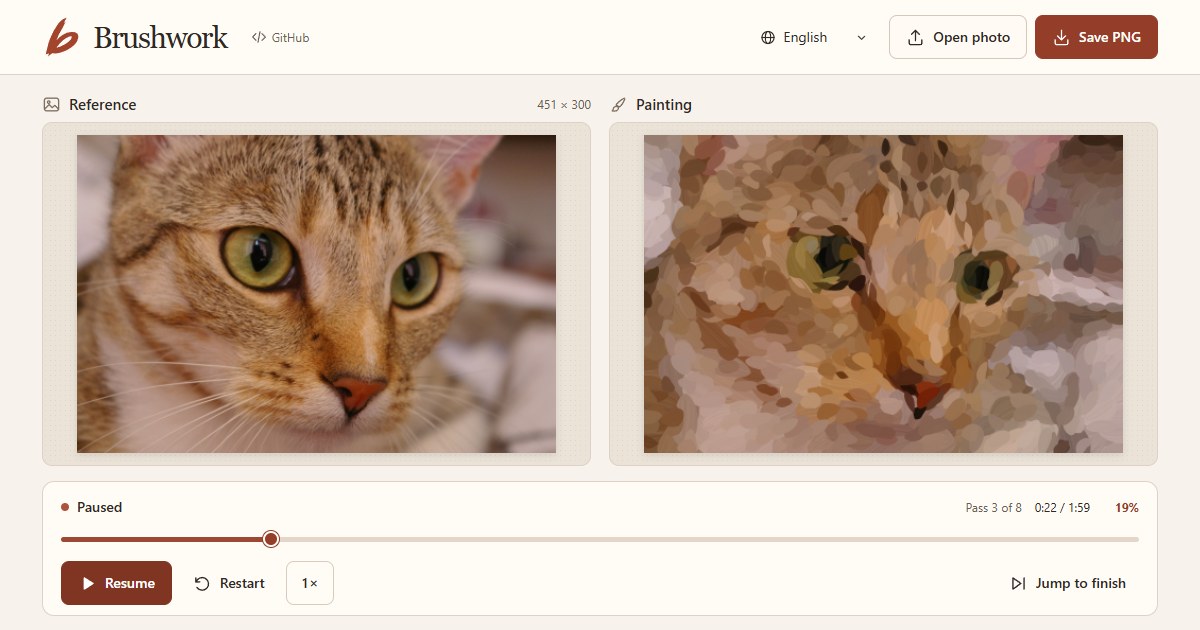 Brushwork
GitHub
English
Open photo
Save PNG
Reference
451 × 300
Painting
Paused
Pass 3 of 8
0:22 / 1:59
19%
Resume
Restart
1×
Jump to finish